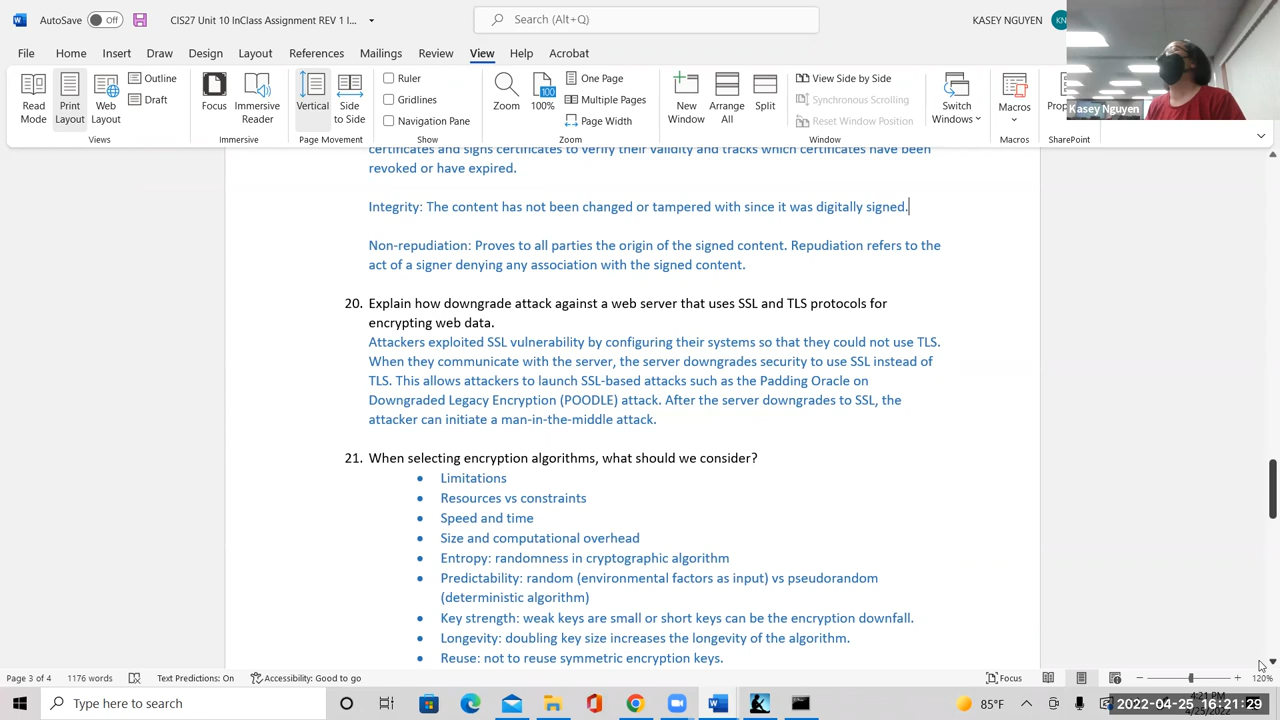 AutoSave Off CIS27 Unit 10 InClass Assignment REV 1 I... Search (Alt+Q) KASEY NGUYEN KN
File Home Insert Draw Design Layout References Mailings Review View Help Acrobat
Read Mode
Print Layout
Web Layout
Outline
Draft
Views
Focus
Immersive Reader
Immersive
Vertical
Side to Side
Page Movement
Ruler
Gridlines
Navigation Pane
Show
Zoom
100
100%
One Page
Multiple Pages
Page Width
Zoom
New Window
Arrange All
Split
View Side by Side
Synchronous Scrolling
Reset Window Position
Window
Switch Windows
Macros
Macros
SharePoint
Kasey Nguyen
certificates and signs certificates to verify their validity and tracks which certificates have been
revoked or have expired.
Integrity: The content has not been changed or tampered with since it was digitally signed.
Non-repudiation: Proves to all parties the origin of the signed content. Repudiation refers to the
act of a signer denying any association with the signed content.
20. Explain how downgrade attack against a web server that uses SSL and TLS protocols for
encrypting web data.
Attackers exploited SSL vulnerability by configuring their systems so that they could not use TLS.
When they communicate with the server, the server downgrades security to use SSL instead of
TLS. This allows attackers to launch SSL-based attacks such as the Padding Oracle on
Downgraded Legacy Encryption (POODLE) attack. After the server downgrades to SSL, the
attacker can initiate a man-in-the-middle attack.
21. When selecting encryption algorithms, what should we consider?
• Limitations
• Resources vs constraints
• Speed and time
• Size and computational overhead
• Entropy: randomness in cryptographic algorithm
• Predictability: random (environmental factors as input) vs pseudorandom
(deterministic algorithm)
• Key strength: weak keys are small or short keys can be the encryption downfall.
• Longevity: doubling key size increases the longevity of the algorithm.
• Reuse: not to reuse symmetric encryption keys.
Page 3 of 4 1176 words Text Predictions: On Accessibility: Good to go Focus 120%
Type here to search 85°F 4:21 PM
2022-04-25 16:21:29